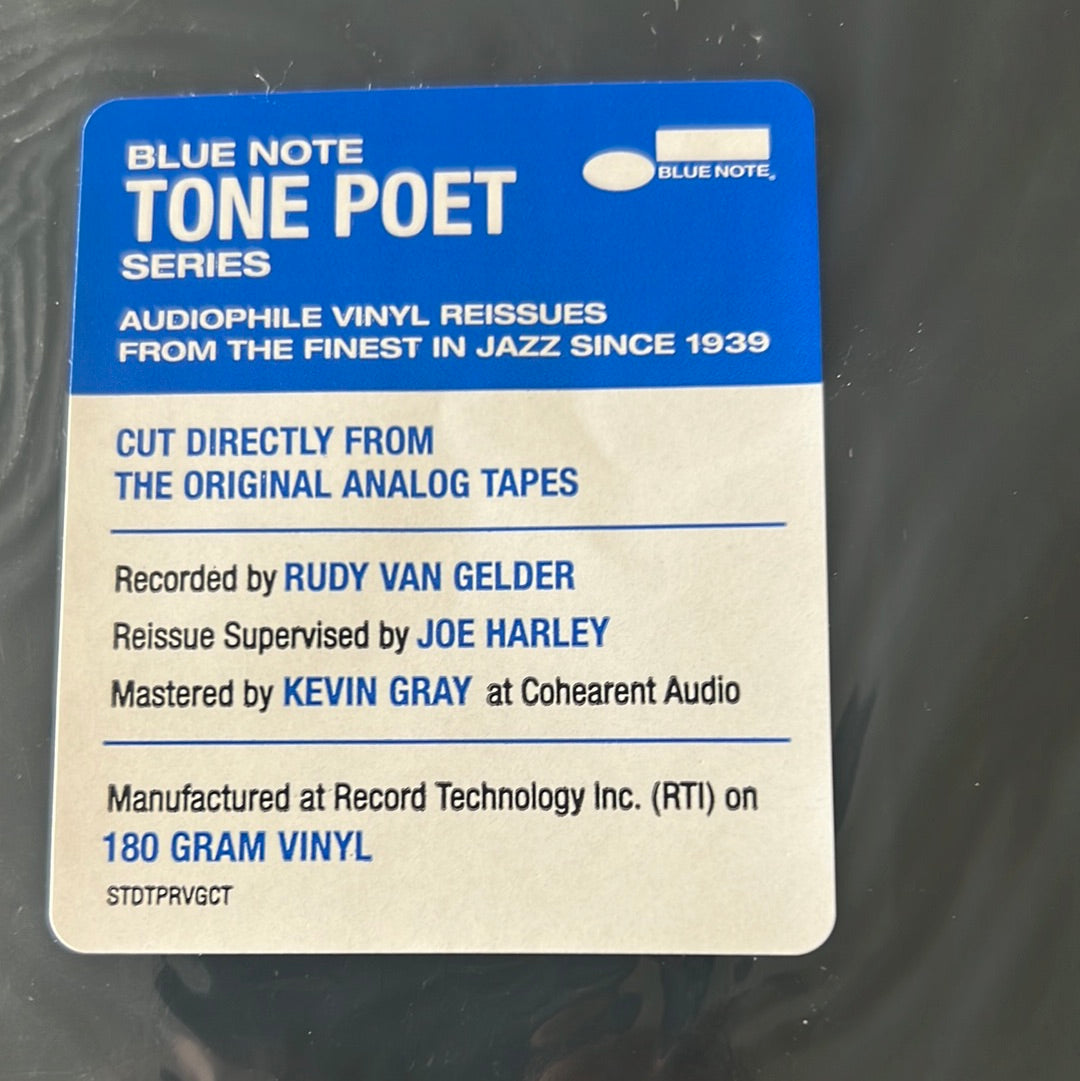 BLUE NOTE
TONE POET
SERIES
BLUE NOTE®
AUDIOPHILE VINYL REISSUES
FROM THE FINEST IN JAZZ SINCE 1939
CUT DIRECTLY FROM
THE ORIGINAL ANALOG TAPES
Recorded by RUDY VAN GELDER
Reissue Supervised by JOE HARLEY
Mastered by KEVIN GRAY at Cohearent Audio
Manufactured at Record Technology Inc. (RTI) on
180 GRAM VINYL
STDTPRVGCT